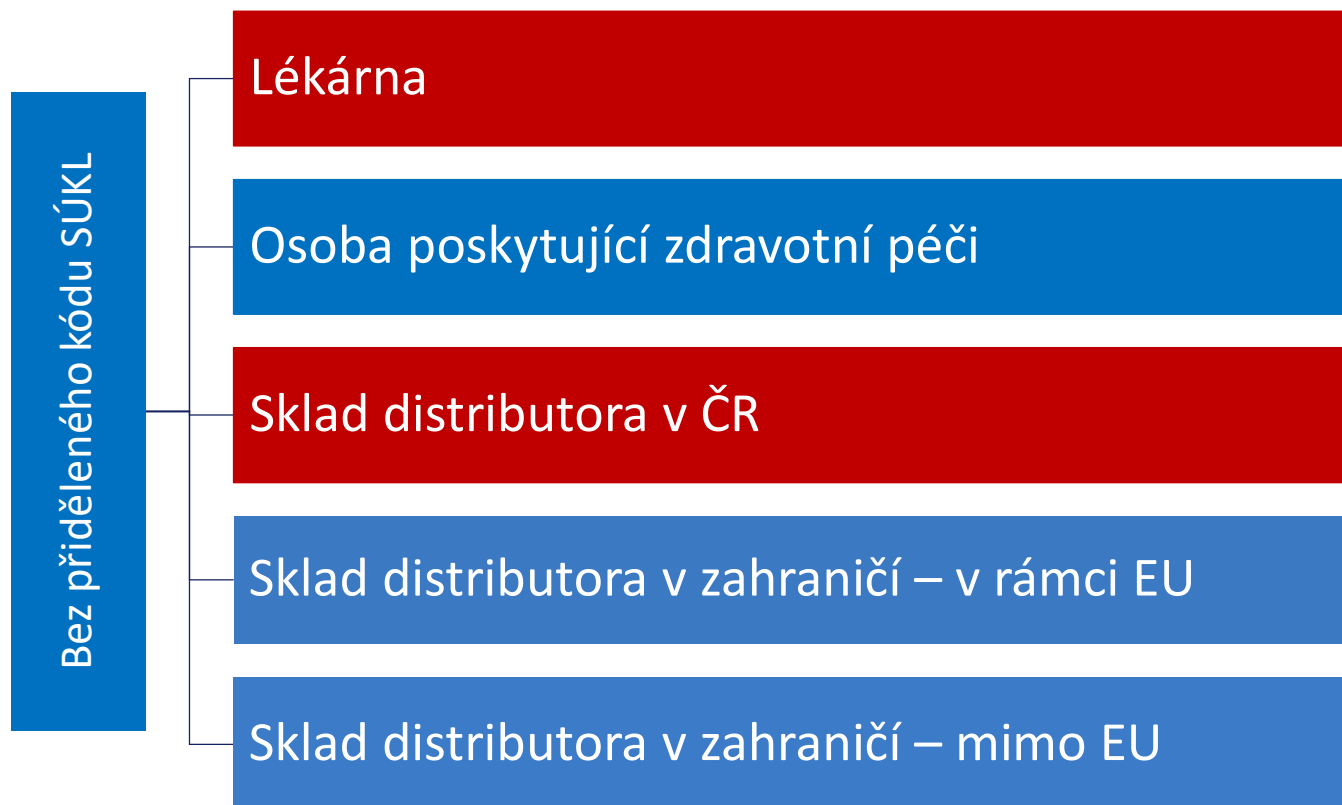 Bez přiděleného kódu SÚKL
Lékárna
Osoba poskytující zdravotní péči
Sklad distributora v ČR
Sklad distributora v zahraničí – v rámci EU
Sklad distributora v zahraničí – mimo EU